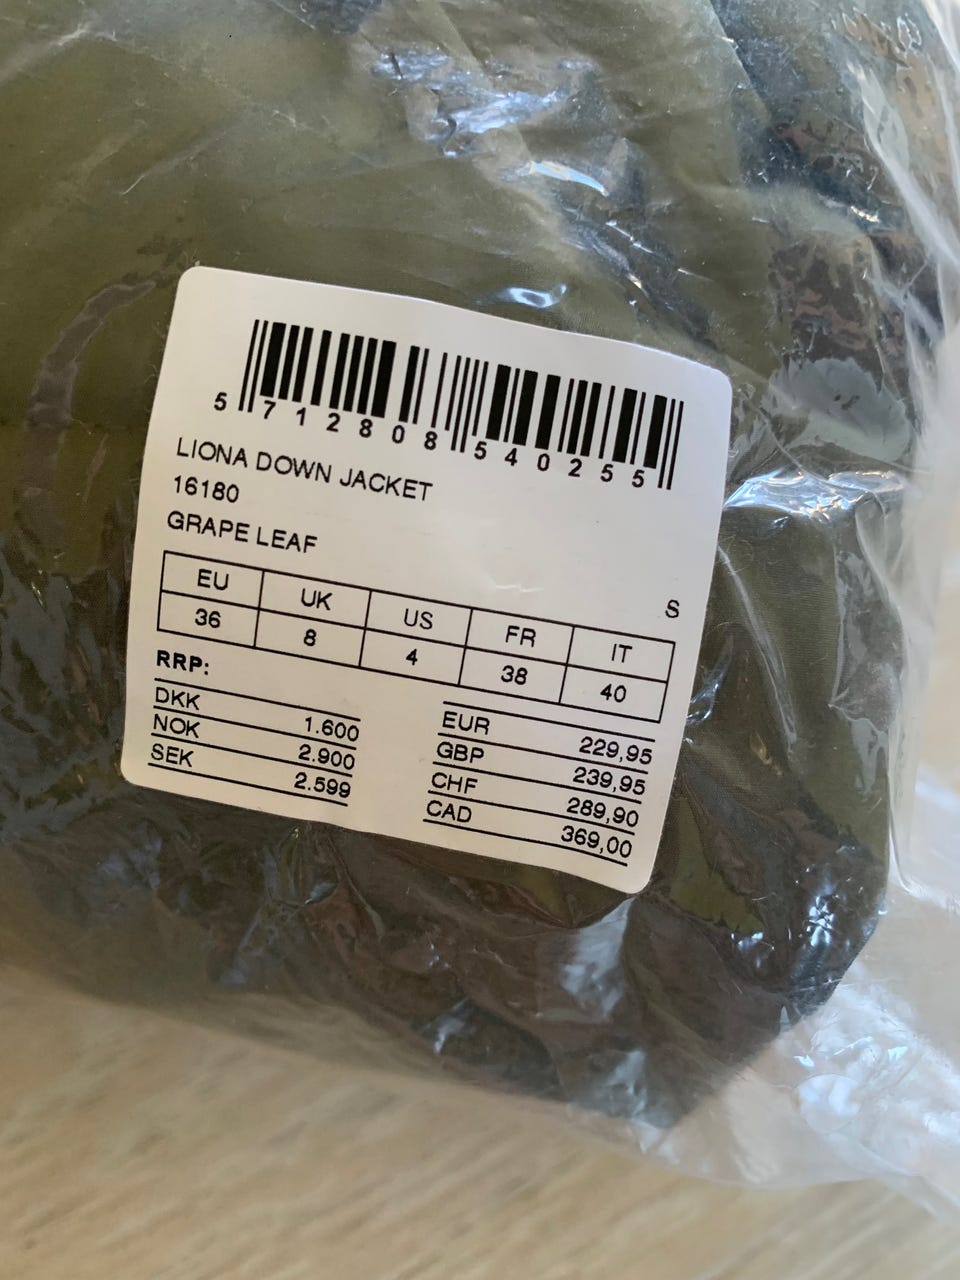 5 712808 540255
LIONA DOWN JACKET
16180
GRAPE LEAF
S
EU UK US FR IT
36 8 4 38 40
RRP:
DKK 1.600
NOK 2.900
SEK 2.599
EUR 229,95
GBP 239,95
CHF 289,90
CAD 369,00